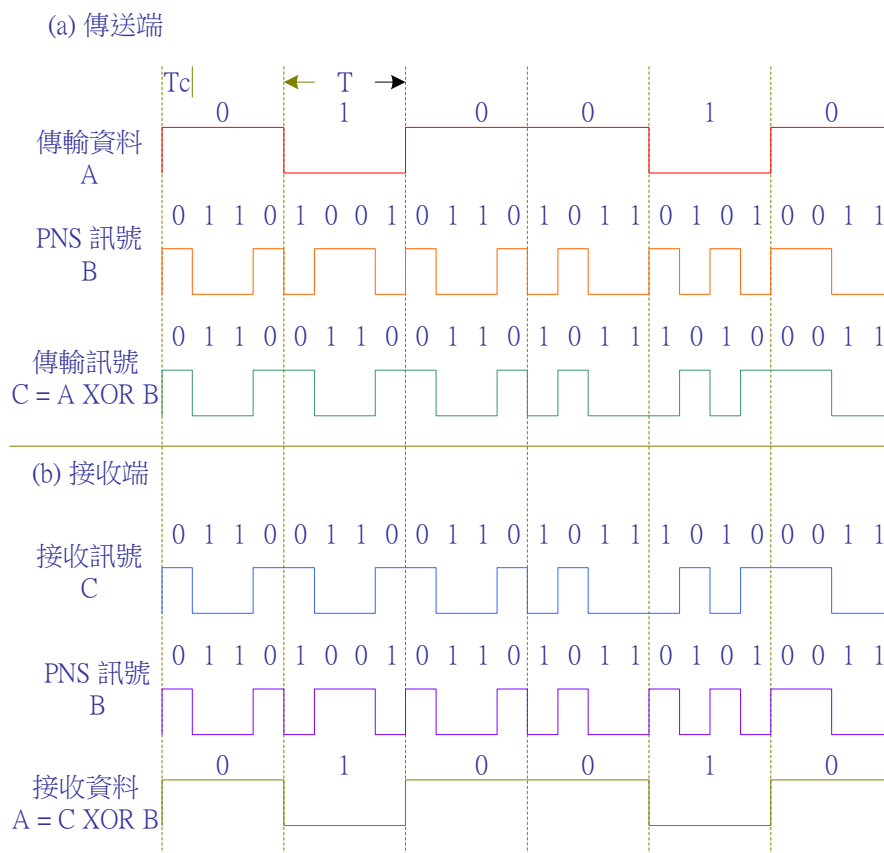 (a) 傳送端
Tc T
0 1 0 0 1 0
傳輸資料
A
0 1 1 0 1 0 0 1 0 1 1 0 1 0 1 1 0 1 0 1 0 0 1 1
PNS 訊號
B
0 1 1 0 0 1 1 0 0 1 1 0 1 0 1 1 1 0 1 0 0 0 1 1
傳輸訊號
C = A XOR B
(b) 接收端
0 1 1 0 0 1 1 0 0 1 1 0 1 0 1 1 1 0 1 0 0 0 1 1
接收訊號
C
0 1 1 0 1 0 0 1 0 1 1 0 1 0 1 1 0 1 0 1 0 0 1 1
PNS 訊號
B
0 1 0 0 1 0
接收資料
A = C XOR B